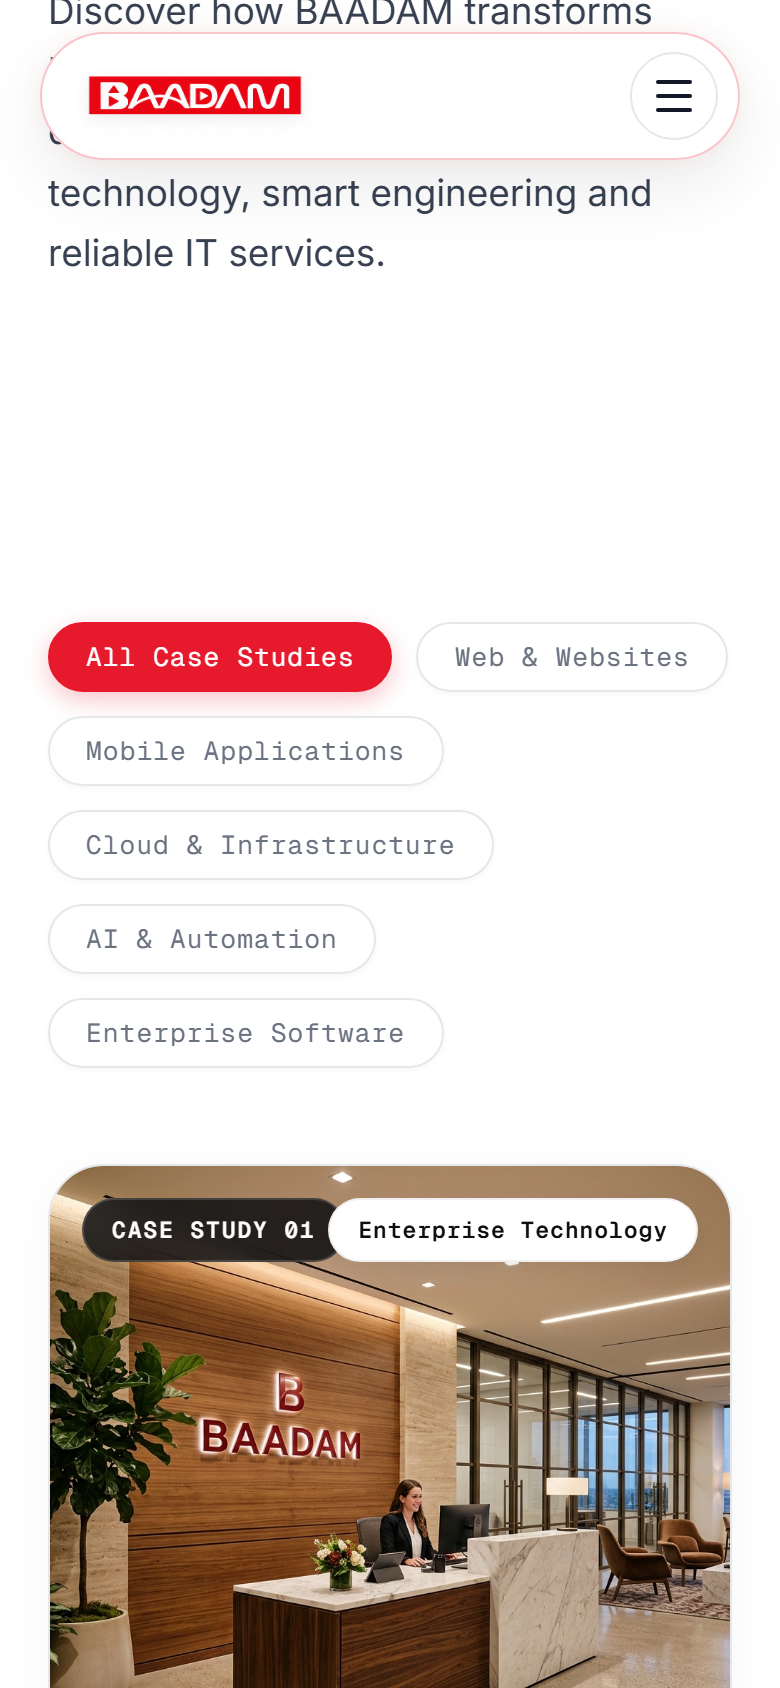 Discover how BAADAM transforms
BAADAM
technology, smart engineering and
reliable IT services.
All Case Studies
Web & Websites
Mobile Applications
Cloud & Infrastructure
AI & Automation
Enterprise Software
CASE STUDY 01
Enterprise Technology
B
BAADAM